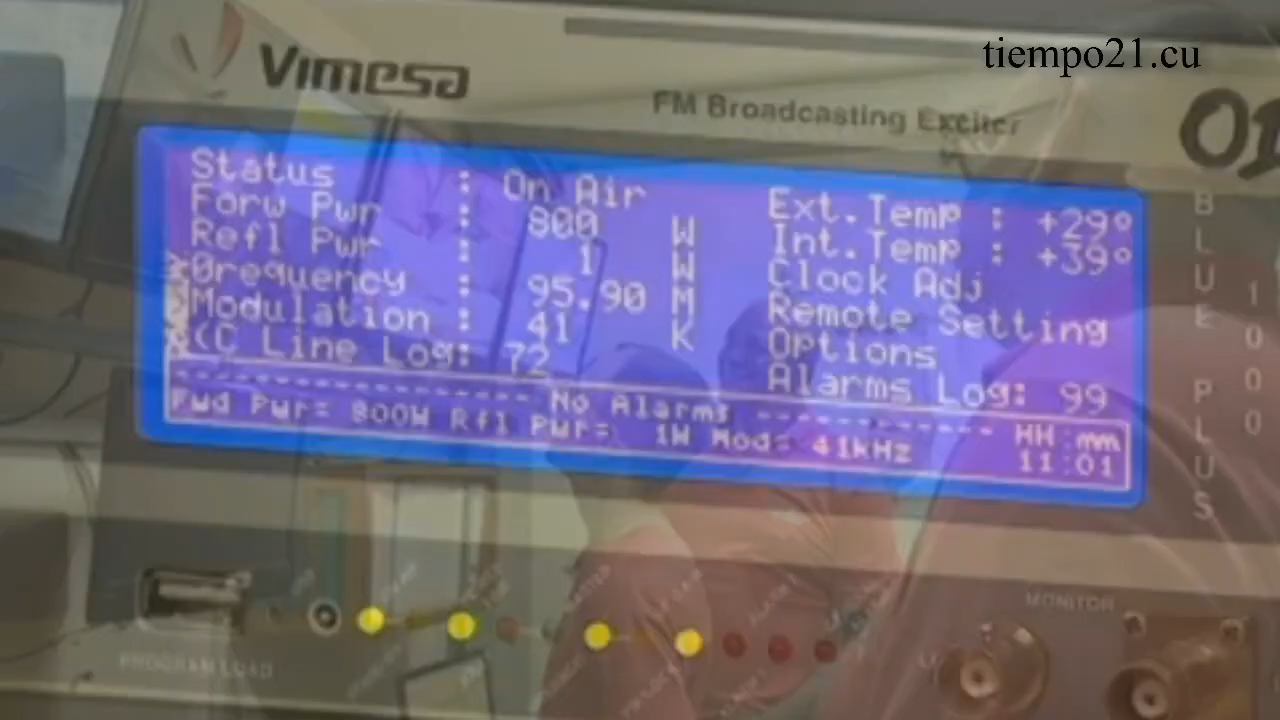 tiempo21.cu
Vimesa
FM Broadcasting Exciter
Status : On Air
Forw Pwr : 800 W
Refl Pwr : 1 W
0requency : 95.90 M
Modulation : 41 K
(C Line Log: 72
Ext.Temp : +29°
Int.Temp : +39°
Clock Adj
Remote Setting
Options
Alarms Log: 99
No Alarms
Fwd Pwr= 800W Rfl Pwr= 1W Mod= 41kHz
HH:mm
11:01
BLUE PLUS
1000
PROGRAM LOAD
MONITOR